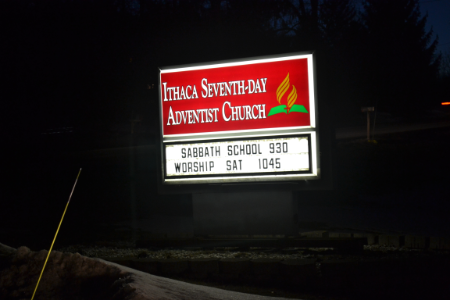 Ithaca Seventh-day
Adventist Church
SABBATH SCHOOL 930
WORSHIP SAT 1045